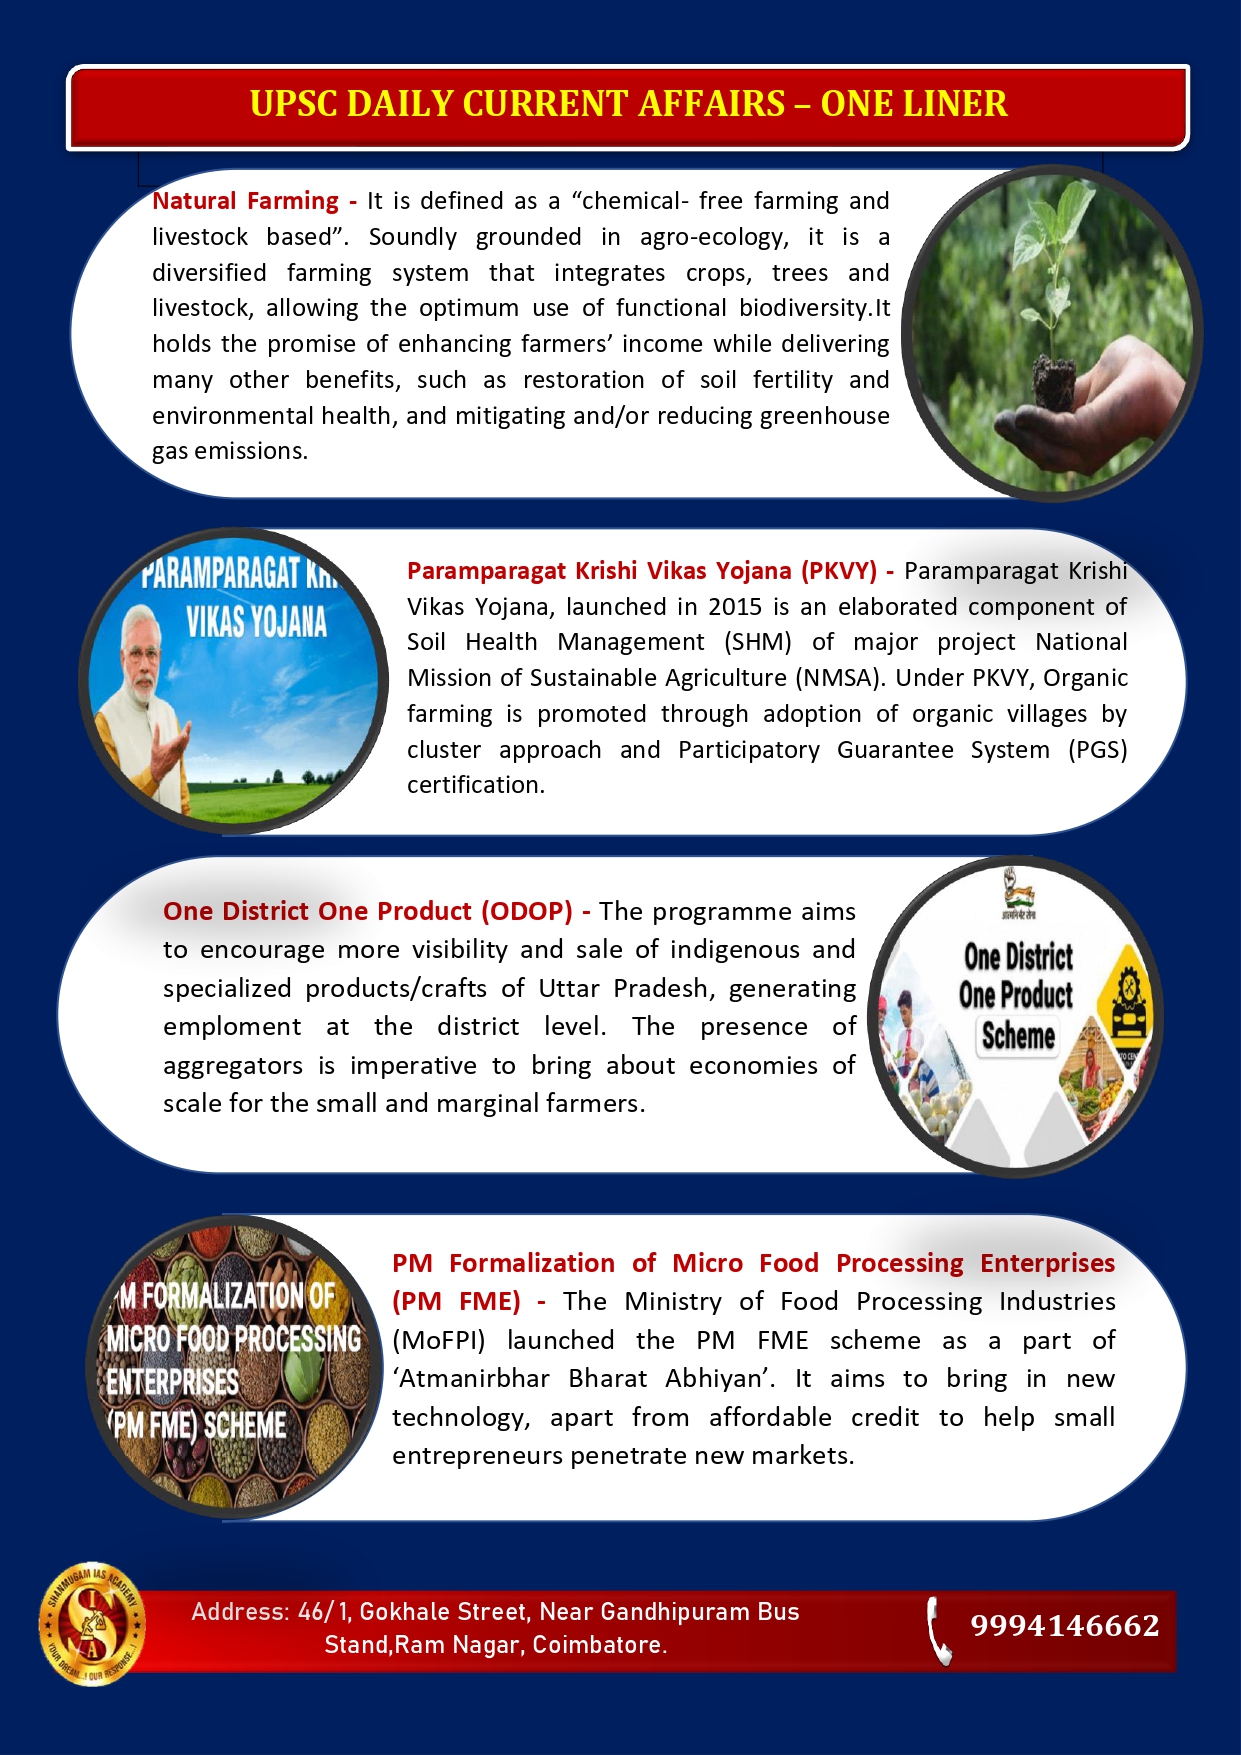 UPSC DAILY CURRENT AFFAIRS – ONE LINER
Natural Farming - It is defined as a “chemical- free farming and
livestock based”. Soundly grounded in agro-ecology, it is a
diversified farming system that integrates crops, trees and
livestock, allowing the optimum use of functional biodiversity.It
holds the promise of enhancing farmers’ income while delivering
many other benefits, such as restoration of soil fertility and
environmental health, and mitigating and/or reducing greenhouse
gas emissions.
PARAMPARAGAT
VIKAS YOJANA
Paramparagat Krishi Vikas Yojana (PKVY) - Paramparagat Krishi
Vikas Yojana, launched in 2015 is an elaborated component of
Soil Health Management (SHM) of major project National
Mission of Sustainable Agriculture (NMSA). Under PKVY, Organic
farming is promoted through adoption of organic villages by
cluster approach and Participatory Guarantee System (PGS)
certification.
One District One Product (ODOP) - The programme aims
to encourage more visibility and sale of indigenous and
specialized products/crafts of Uttar Pradesh, generating
emploment at the district level. The presence of
aggregators is imperative to bring about economies of
scale for the small and marginal farmers.
One District
One Product
Scheme
PM FORMALIZATION OF
MICRO FOOD PROCESSING
ENTERPRISES
(PM FME) SCHEME
PM Formalization of Micro Food Processing Enterprises
(PM FME) - The Ministry of Food Processing Industries
(MoFPI) launched the PM FME scheme as a part of
‘Atmanirbhar Bharat Abhiyan’. It aims to bring in new
technology, apart from affordable credit to help small
entrepreneurs penetrate new markets.
SHANMUGAM IAS ACADEMY
YOUR DREAM...! OUR RESPONSE...!
Address: 46/1, Gokhale Street, Near Gandhipuram Bus
Stand,Ram Nagar, Coimbatore.
9994146662